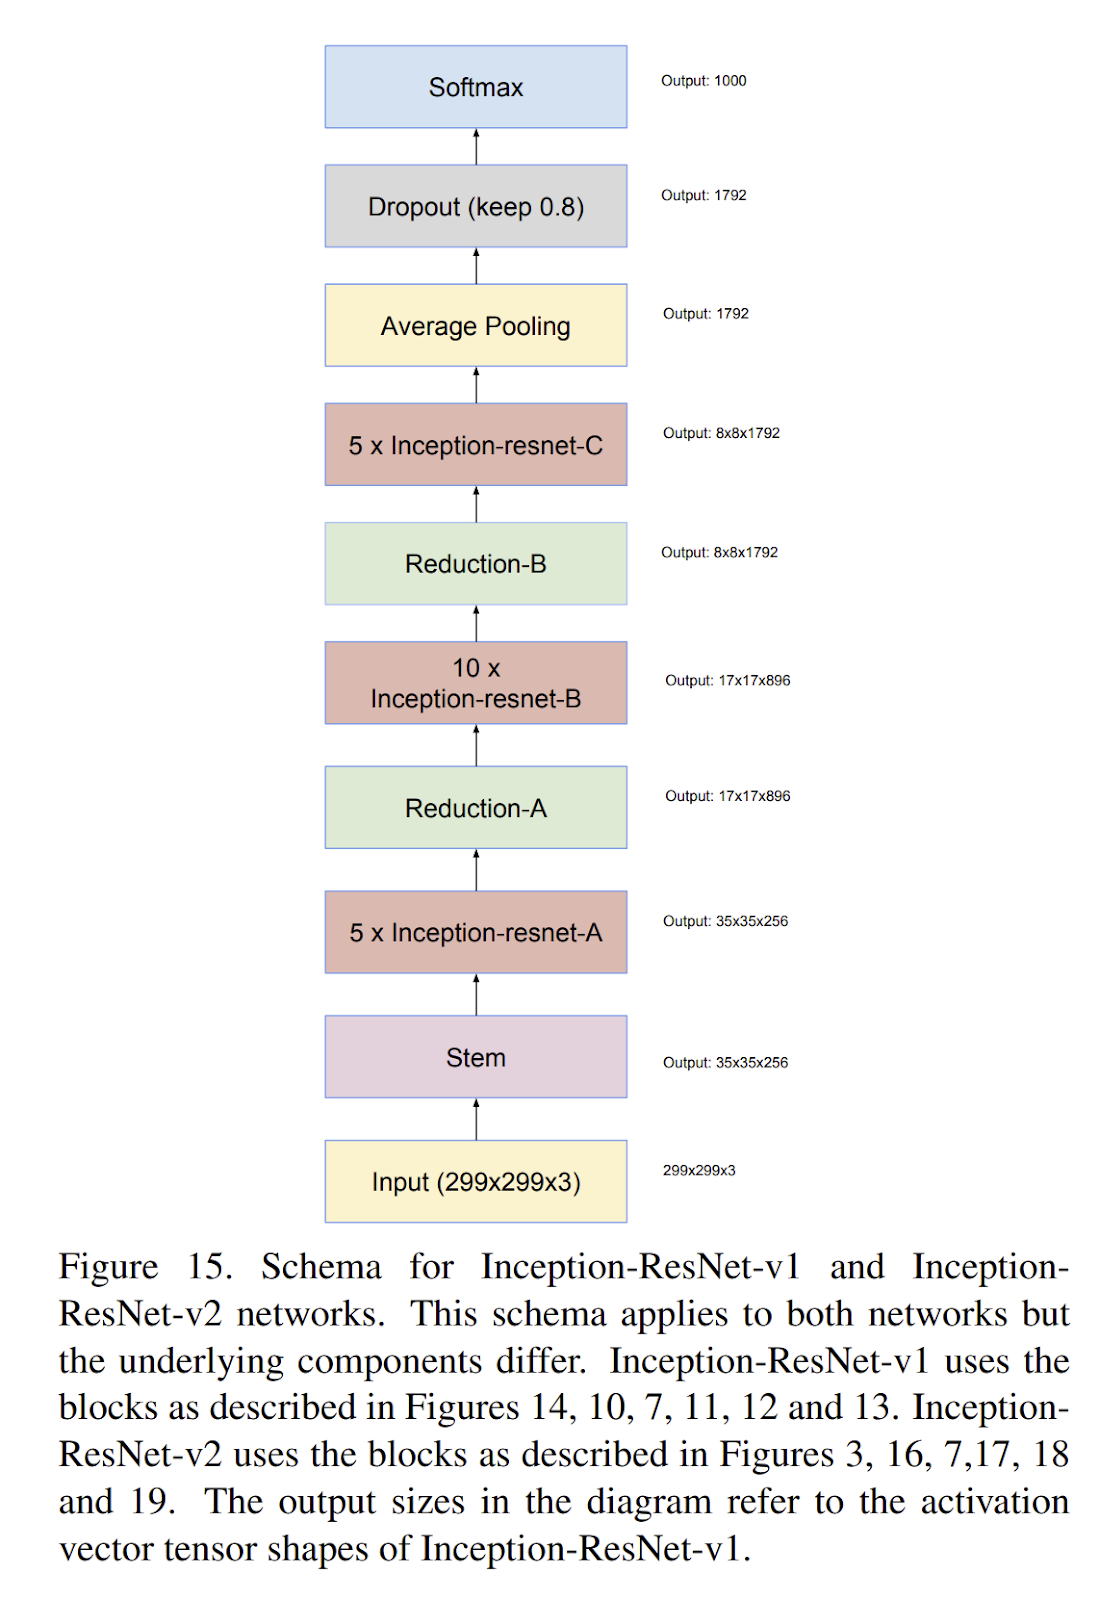 Softmax
Output: 1000
Dropout (keep 0.8)
Output: 1792
Average Pooling
Output: 1792
5 x Inception-resnet-C
Output: 8x8x1792
Reduction-B
Output: 8x8x1792
10 x
Inception-resnet-B
Output: 17x17x896
Reduction-A
Output: 17x17x896
5 x Inception-resnet-A
Output: 35x35x256
Stem
Output: 35x35x256
Input (299x299x3)
299x299x3
Figure 15. Schema for Inception-ResNet-v1 and Inception-
ResNet-v2 networks. This schema applies to both networks but
the underlying components differ. Inception-ResNet-v1 uses the
blocks as described in Figures 14, 10, 7, 11, 12 and 13. Inception-
ResNet-v2 uses the blocks as described in Figures 3, 16, 7,17, 18
and 19. The output sizes in the diagram refer to the activation
vector tensor shapes of Inception-ResNet-v1.